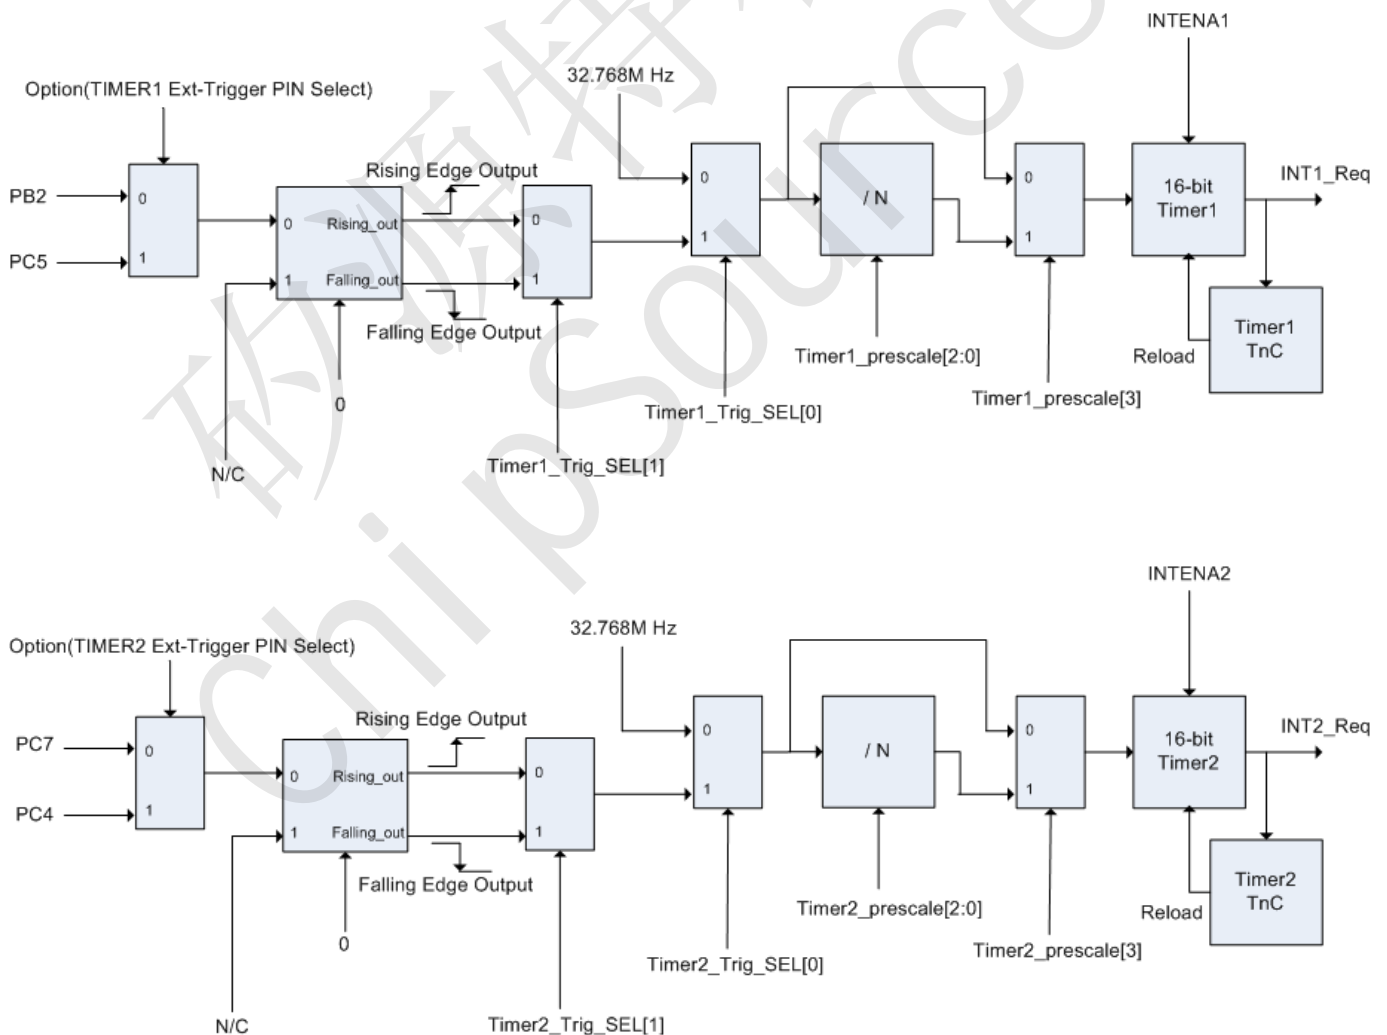 INTENA1
32.768M Hz
Option(TIMER1 Ext-Trigger PIN Select)
Rising Edge Output
PB2
0
PC5
1
0
Rising_out
1
Falling_out
0
1
0
1
/ N
0
1
16-bit
Timer1
INT1_Req
Falling Edge Output
Timer1
TnC
Reload
Timer1_prescale[2:0]
Timer1_prescale[3]
0
Timer1_Trig_SEL[0]
N/C
Timer1_Trig_SEL[1]
INTENA2
32.768M Hz
Option(TIMER2 Ext-Trigger PIN Select)
Rising Edge Output
PC7
0
PC4
1
0
Rising_out
1
Falling_out
0
1
0
1
/ N
0
1
16-bit
Timer2
INT2_Req
Falling Edge Output
Timer2
TnC
Reload
Timer2_prescale[2:0]
Timer2_prescale[3]
0
Timer2_Trig_SEL[0]
N/C
Timer2_Trig_SEL[1]
矽源特
ChipSource